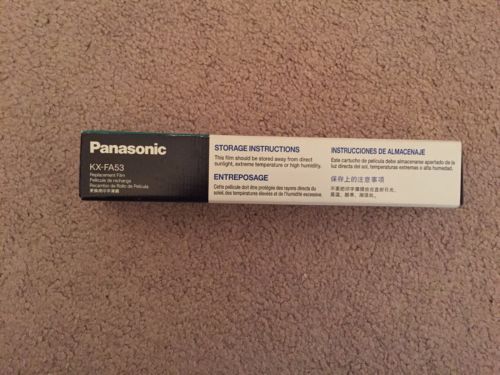 Panasonic
KX-FA53
Replacement Film
Pellicule de rechange
Recambio de Rollo de Película
STORAGE INSTRUCTIONS
This film should be stored away from direct
sunlight, extreme temperature or high humidity.
ENTREPOSAGE
Cette pellicule doit être protégée des rayons directs du
soleil, des températures élevées et de l'humidité excessive.
INSTRUCCIONES DE ALMACENAJE
Este cartucho de película debe almacenarse apartado de la
luz directa del sol, temperaturas extremas o alta humedad.
保存上的注意事項